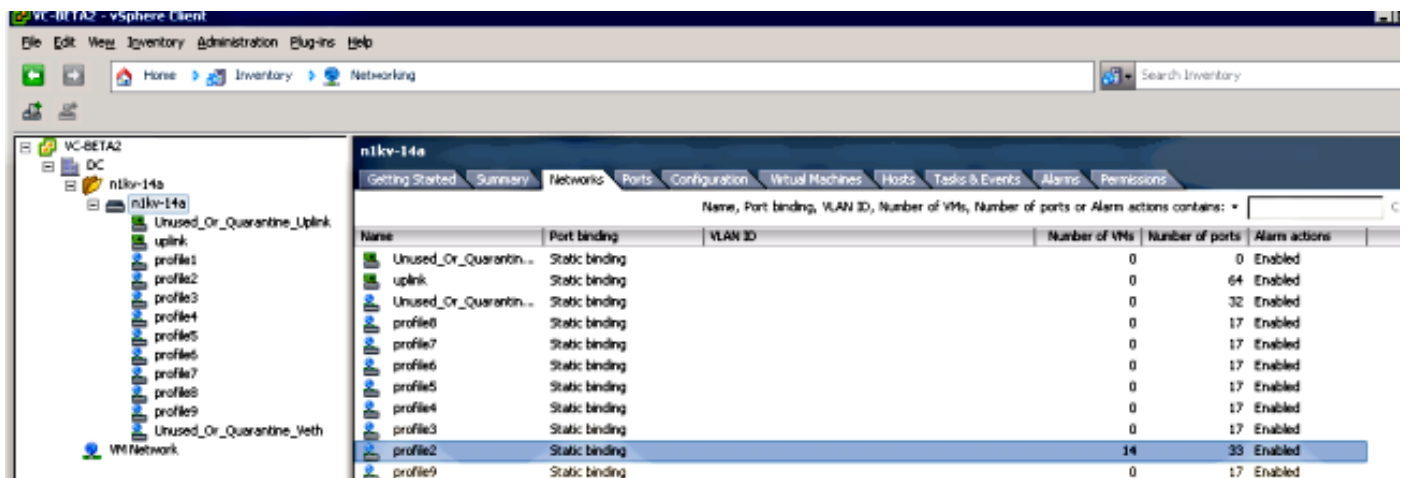 VC-BETA2 - vSphere Client
File Edit View Inventory Administration Plug-ins Help
Home Inventory Networking Search Inventory
VC-BETA2
DC
n1kv-14a
n1kv-14a
Unused_Or_Quarantine_Uplink
uplink
profile1
profile2
profile3
profile4
profile5
profile6
profile7
profile8
profile9
Unused_Or_Quarantine_Veth
VM Network
n1kv-14a
Getting Started Summary Networks Ports Configuration Virtual Machines Hosts Tasks & Events Alarms Permissions
Name, Port binding, VLAN ID, Number of VMs, Number of ports or Alarm actions contains:
Name Port binding VLAN ID Number of VMs Number of ports Alarm actions
Unused_Or_Quarantin... Static binding 0 0 Enabled
uplink Static binding 0 64 Enabled
Unused_Or_Quarantin... Static binding 0 32 Enabled
profile8 Static binding 0 17 Enabled
profile7 Static binding 0 17 Enabled
profile6 Static binding 0 17 Enabled
profile5 Static binding 0 17 Enabled
profile4 Static binding 0 17 Enabled
profile3 Static binding 0 17 Enabled
profile2 Static binding 14 33 Enabled
profile9 Static binding 0 17 Enabled